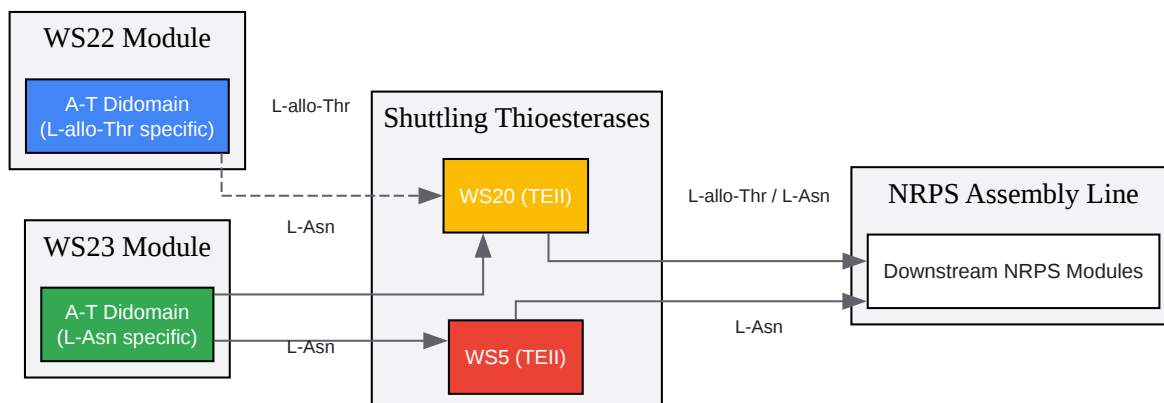 WS22 Module
A-T Didomain
(L-allo-Thr specific)
L-allo-Thr
Shuttling Thioesterases
WS20 (TEII)
L-allo-Thr / L-Asn
NRPS Assembly Line
Downstream NRPS Modules
L-Asn
WS23 Module
A-T Didomain
(L-Asn specific)
L-Asn
WS5 (TEII)
L-Asn